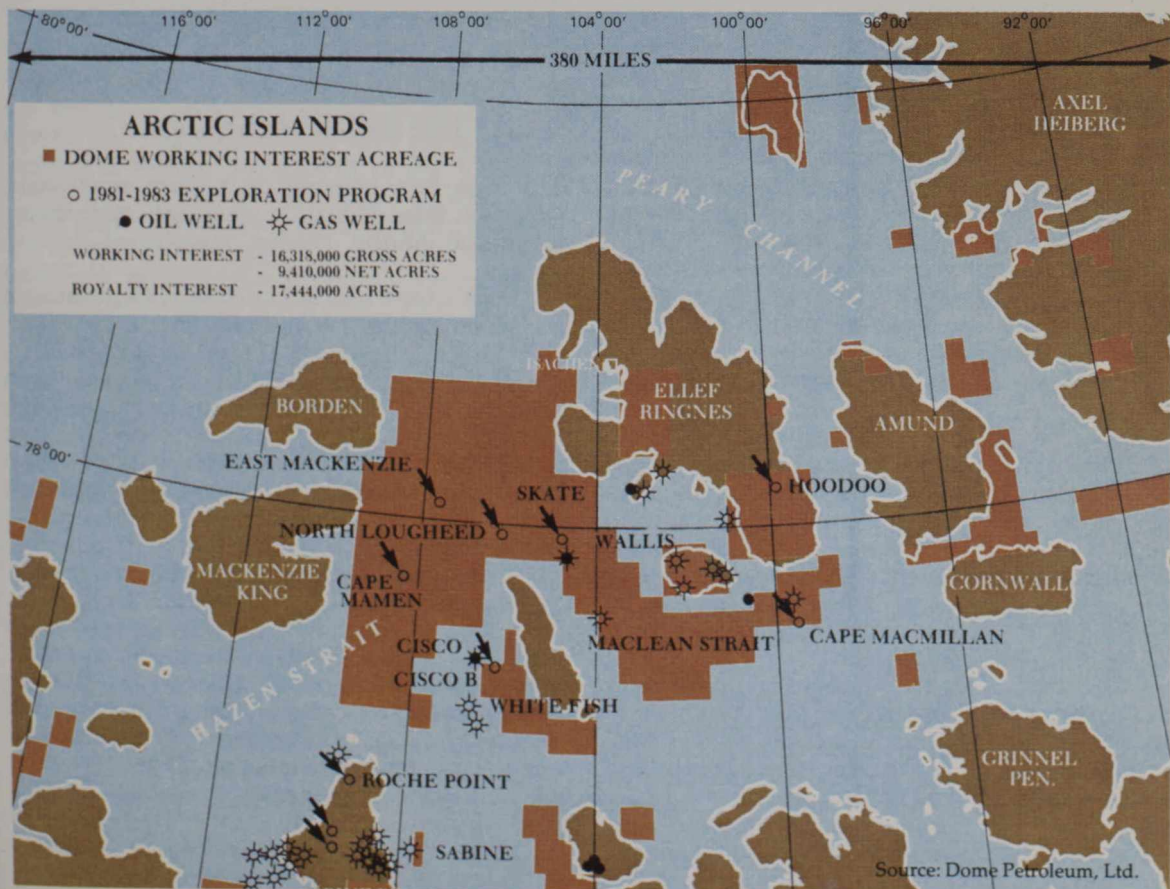 80°00'
116°00'
112°00'
108°00'
104°00'
100°00'
96°00'
92°00'
380 MILES
ARCTIC ISLANDS
DOME WORKING INTEREST ACREAGE
1981-1983 EXPLORATION PROGRAM
OIL WELL GAS WELL
WORKING INTEREST - 16,318,000 GROSS ACRES
- 9,410,000 NET ACRES
ROYALTY INTEREST - 17,444,000 ACRES
AXEL
HEIBERG
PEARY CHANNEL
ISACHSEN
BORDEN
ELLEF
RINGNES
AMUND
78°00'
EAST MACKENZIE
SKATE
HOODOO
NORTH LOUGHEED
WALLIS
MACKENZIE
KING
CAPE
MAMEN
CORNWALL
HAZEN STRAIT
CISCO
MACLEAN STRAIT
CAPE MACMILLAN
CISCO B
WHITE FISH
ROCHE POINT
GRINNEL
PEN.
SABINE
Source: Dome Petroleum, Ltd.